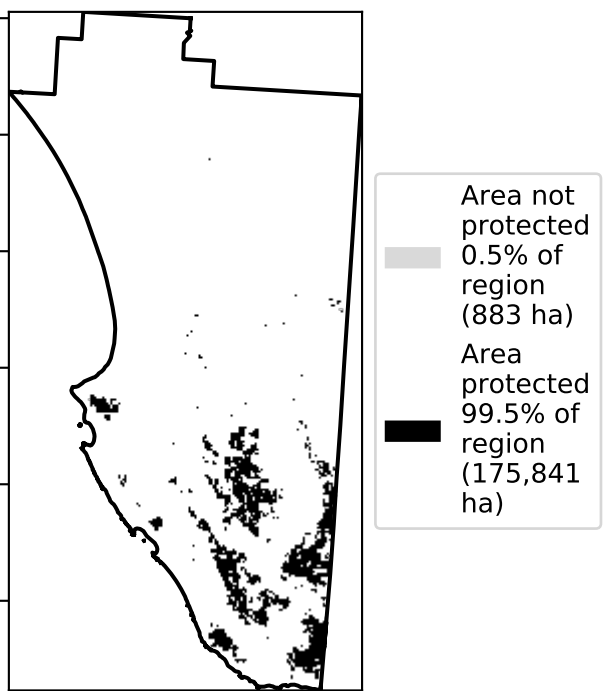 Area not
protected
0.5% of
region
(883 ha)
Area
protected
99.5% of
region
(175,841
ha)